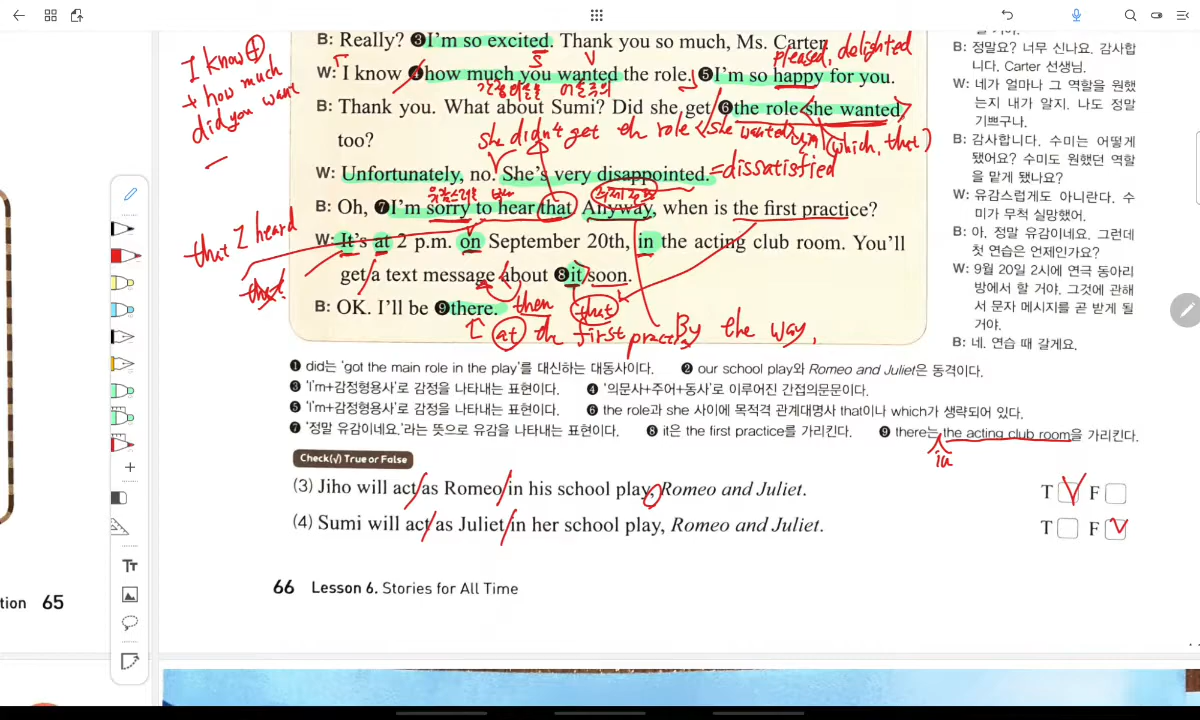 B: Really? ❸I'm so excited. Thank you so much, Ms. Carter.
pleased, delighted
S V
I know ⊕
W: I know ❹how much you wanted the role. ❺I'm so happy for you.
how much
+ how
did you want
B: Thank you. What about Sumi? Did she get ❻the role she wanted
she didn't get the role <she wanted> (which, that)
too?
W: Unfortunately, no. She's very disappointed. = dissatisfied
B: Oh, ❼I'm sorry to hear that. Anyway, when is the first practice?
that I heard
W: It's at 2 p.m. on September 20th, in the acting club room. You'll
that
get a text message about ❽it soon.
B: OK. I'll be ❾there.
then
that
at the first practice
By the way,
B: 정말요? 너무 신나요. 감사합
니다, Carter 선생님.
W: 네가 얼마나 그 역할을 원했
는지 내가 알지. 나도 정말
기쁘구나.
B: 감사합니다. 수미는 어떻게
됐어요? 수미도 원했던 역할
을 맡게 됐나요?
W: 유감스럽게도 아니란다. 수
미가 무척 실망했어.
B: 아, 정말 유감이네요. 그런데
첫 연습은 언제인가요?
W: 9월 20일 2시에 연극 동아리
방에서 할 거야. 그것에 관해
서 문자 메시지를 곧 받게 될
거야.
B: 네. 연습 때 갈게요.
❶ did는 'got the main role in the play'를 대신하는 대동사이다. ❷ our school play와 Romeo and Juliet은 동격이다.
❸ 'I'm+감정형용사'로 감정을 나타내는 표현이다. ❹ '의문사+주어+동사'로 이루어진 간접의문문이다.
❺ 'I'm+감정형용사'로 감정을 나타내는 표현이다. ❻ the role과 she 사이에 목적격 관계대명사 that이나 which가 생략되어 있다.
❼ '정말 유감이네요.'라는 뜻으로 유감을 나타내는 표현이다. ❽ it은 the first practice를 가리킨다. ❾ there는 the acting club room을 가리킨다.
in
Check(√) True or False
(3) Jiho will act as Romeo in his school play, Romeo and Juliet. T V F
(4) Sumi will act as Juliet in her school play, Romeo and Juliet. T F V
66 Lesson 6. Stories for All Time
tion 65
Tт